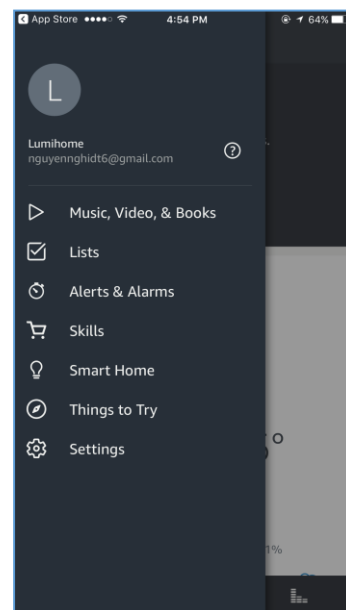 App Store 4:54 PM 64%
L
Lumihome
nguyennghidt6@gmail.com
?
Music, Video, & Books
Lists
Alerts & Alarms
Skills
Smart Home
Things to Try
Settings
1%